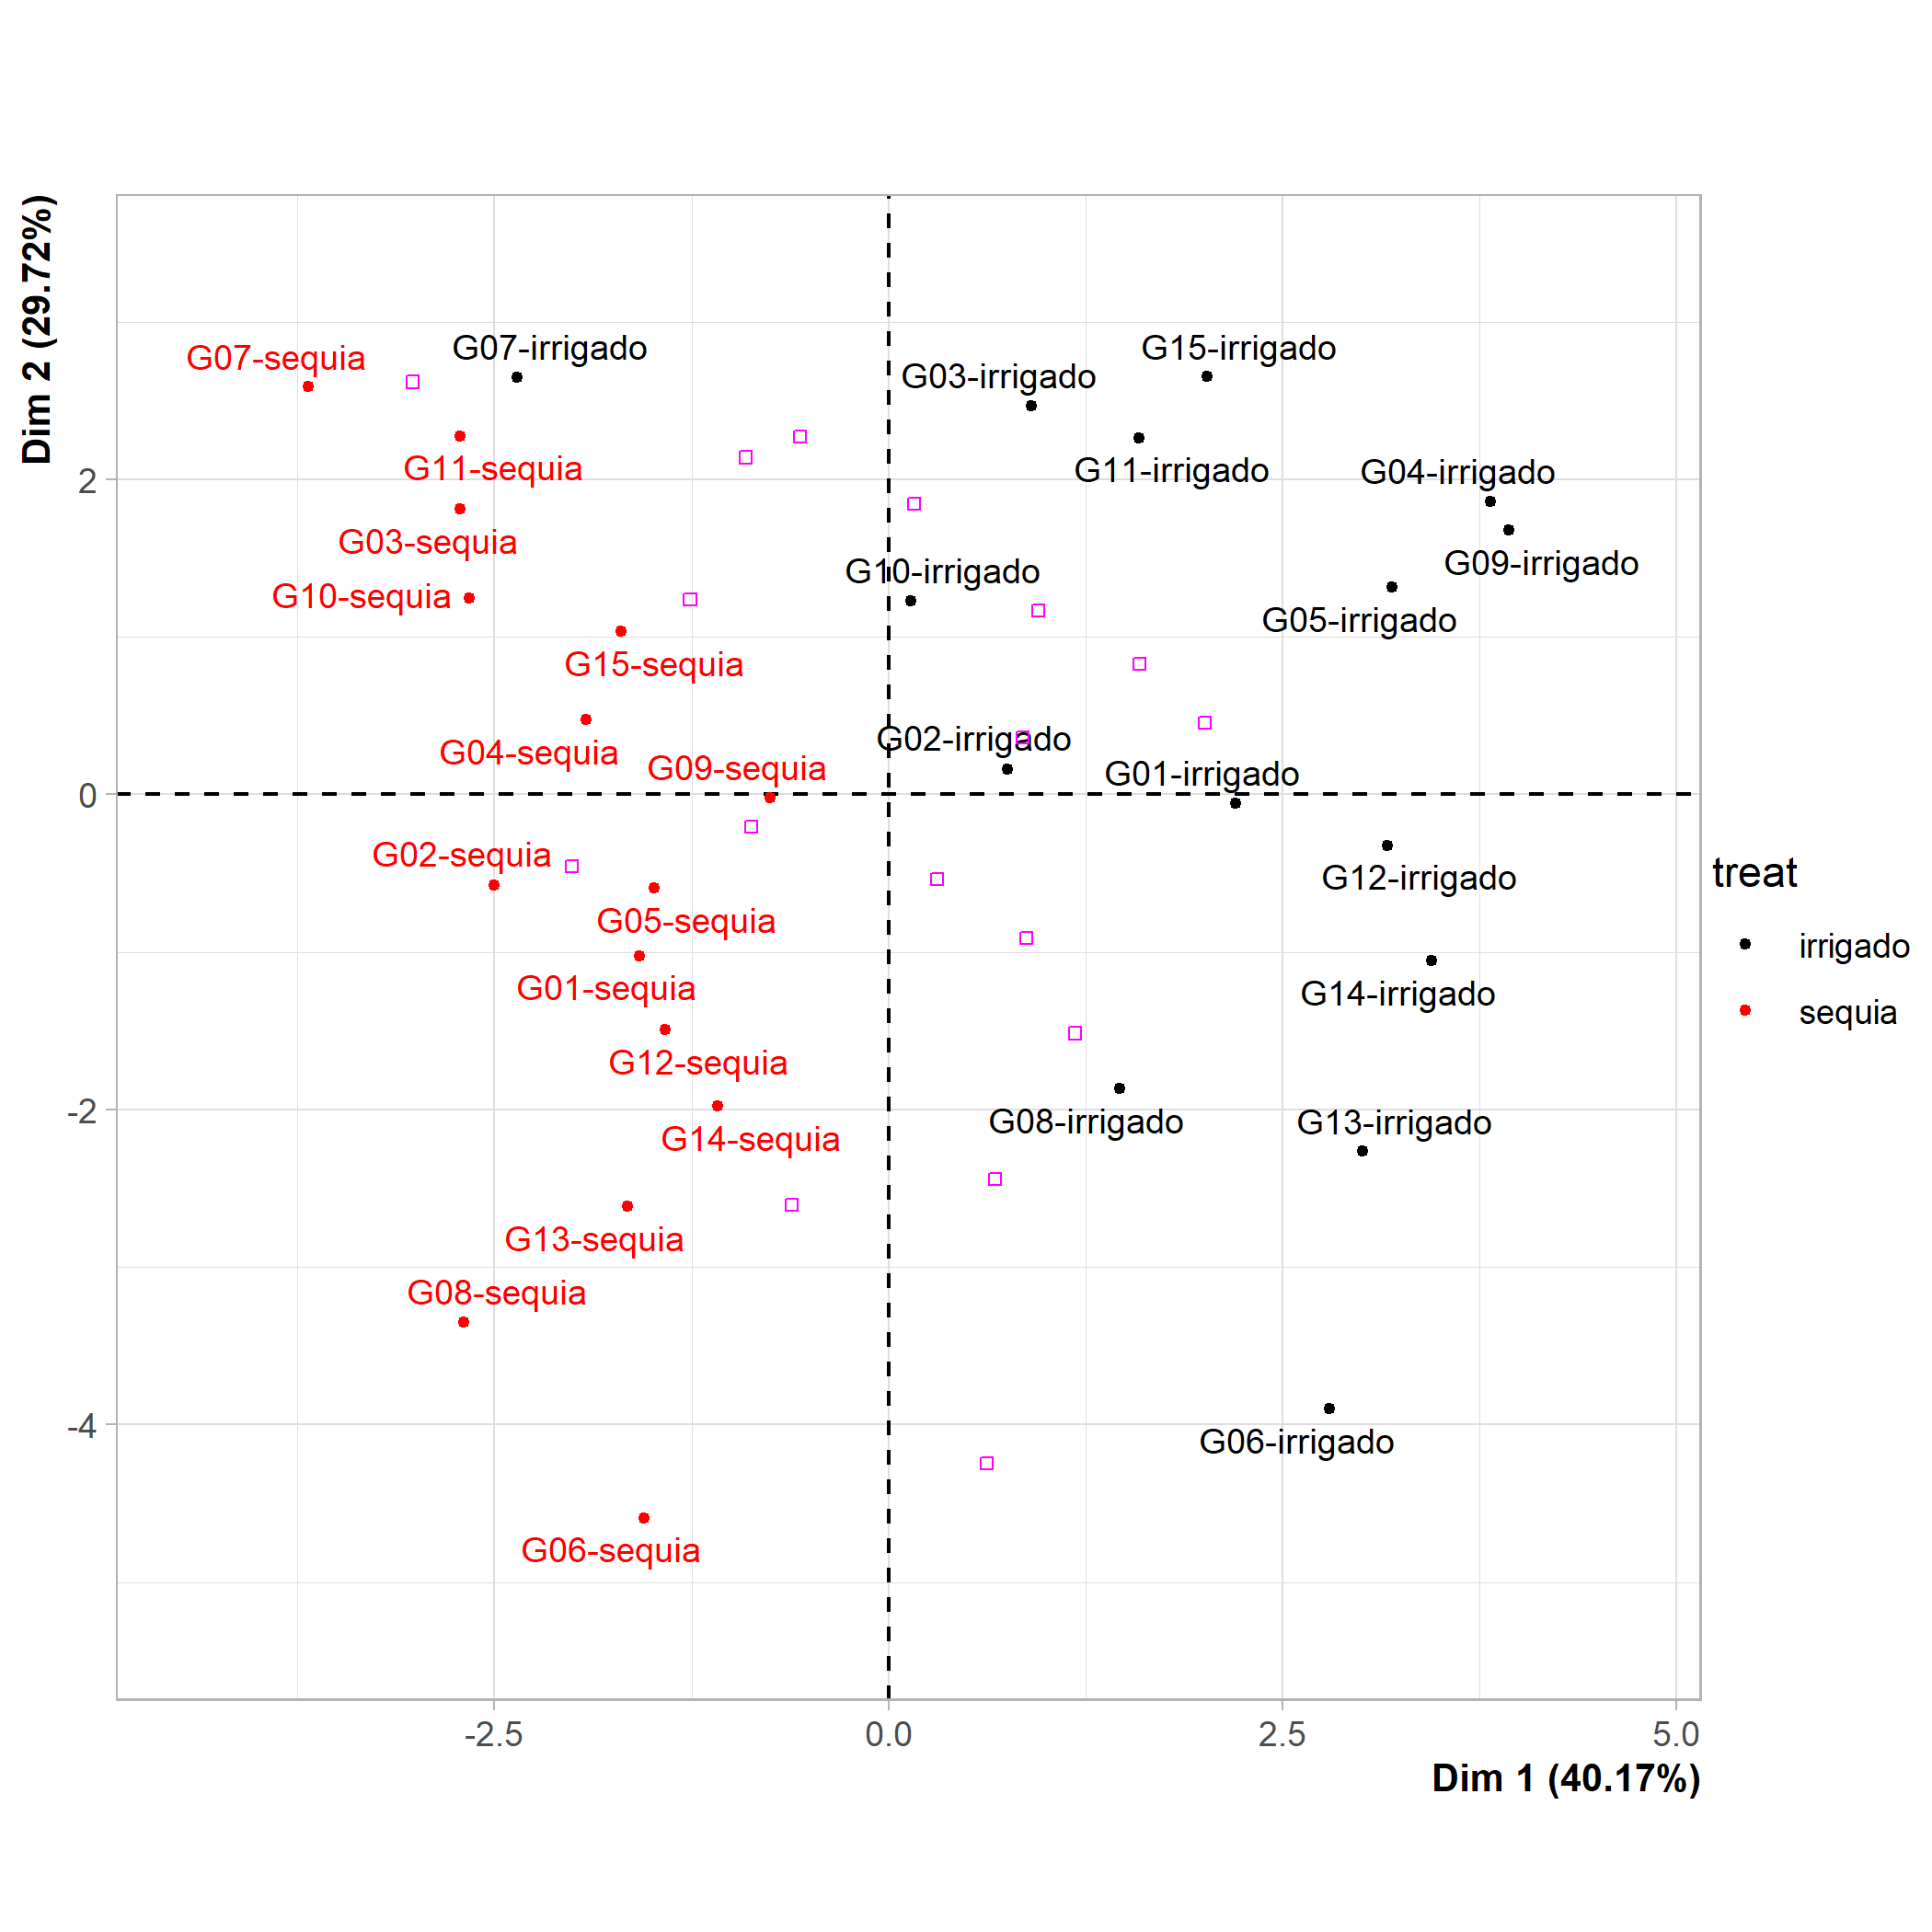 Dim 2 (29.72%)
G07-irrigado
G15-irrigado
G07-sequia
G03-irrigado
G11-sequia
G11-irrigado
G04-irrigado
2
G03-sequia
G09-irrigado
G10-irrigado
G10-sequia
G05-irrigado
G15-sequia
G02-irrigado
G04-sequia
G09-sequia
G01-irrigado
0
G02-sequia
G12-irrigado
treat
G05-sequia
irrigado
G01-sequia
G14-irrigado
sequia
G12-sequia
-2
G08-irrigado
G13-irrigado
G14-sequia
G13-sequia
G08-sequia
-4
G06-irrigado
G06-sequia
-2.5
0.0
2.5
5.0
Dim 1 (40.17%)